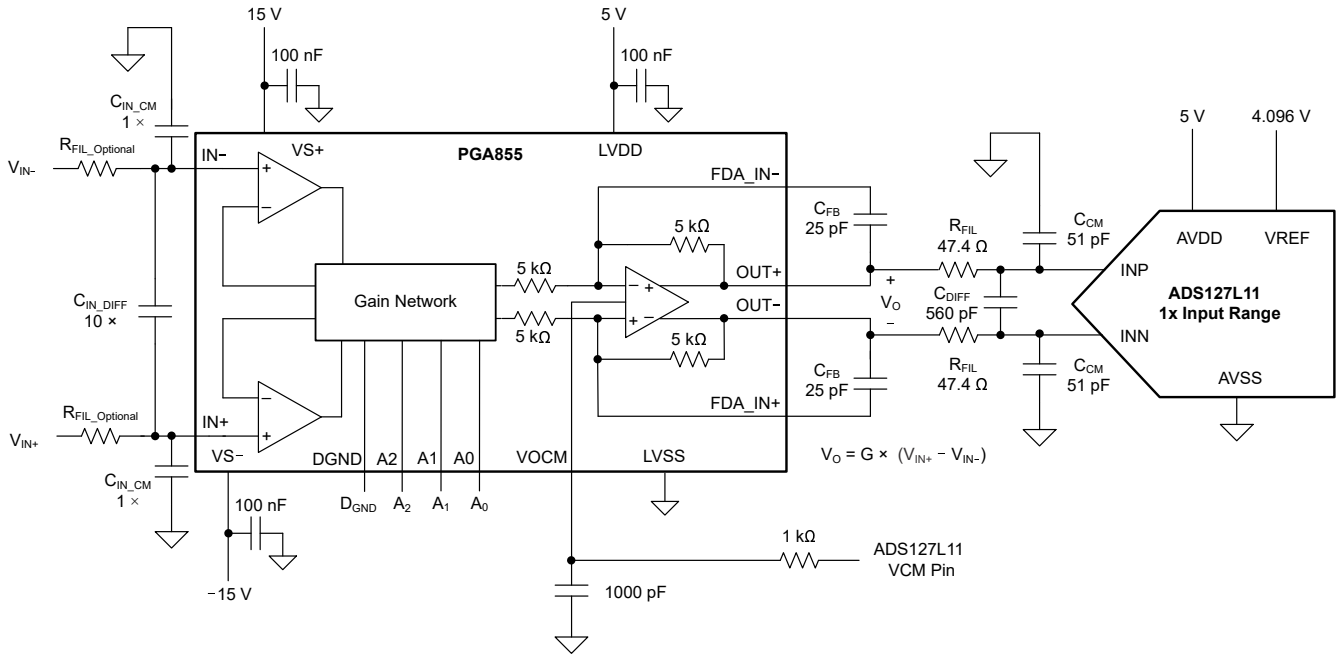 15 V
5 V
100 nF
100 nF
C_IN_CM
1 ×
R_FIL_Optional
V_IN−
IN−
VS+
PGA855
LVDD
5 V
4.096 V
FDA_IN−
C_FB
25 pF
R_FIL
47.4 Ω
C_CM
51 pF
AVDD
VREF
5 kΩ
5 kΩ
OUT+
INP
+
−
Gain Network
−
+
+
−
+
V_O
−
C_DIFF
560 pF
ADS127L11
1x Input Range
C_IN_DIFF
10 ×
OUT−
INN
5 kΩ
5 kΩ
C_FB
25 pF
R_FIL
47.4 Ω
C_CM
51 pF
AVSS
−
+
R_FIL_Optional
V_IN+
IN+
FDA_IN+
VS−
DGND
A2
A1
A0
VOCM
LVSS
V_O = G × (V_IN+ − V_IN−)
C_IN_CM
1 ×
100 nF
D_GND
A_2
A_1
A_0
−15 V
1 kΩ
ADS127L11
VCM Pin
1000 pF